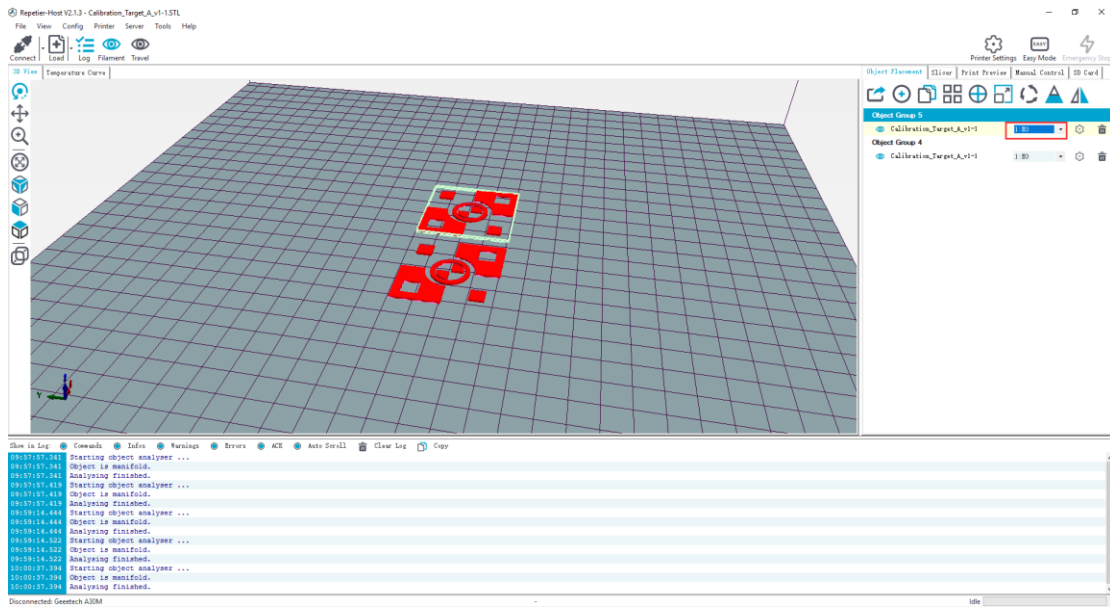 Repetier-Host V2.1.3 - Calibration_Target_A_v1-1.STL
File View Config Printer Server Tools Help
Connect Load Log Filament Travel Printer Settings Easy Mode Emergency Stop
EASY
3D View Temperature Curve Object Placement Slicer Print Preview Manual Control SD Card
Object Group 5
Calibration_Target_A_v1-1 1:E0
Object Group 4
Calibration_Target_A_v1-1 1:E0
Y
Show in Log: Commands Infos Warnings Errors ACK Auto Scroll Clear Log Copy
09:57:57.341 Starting object analyser ...
09:57:57.341 Object is manifold.
09:57:57.341 Analysing finished.
09:57:57.419 Starting object analyser ...
09:57:57.419 Object is manifold.
09:57:57.419 Analysing finished.
09:59:14.444 Starting object analyser ...
09:59:14.444 Object is manifold.
09:59:14.444 Analysing finished.
09:59:14.522 Starting object analyser ...
09:59:14.522 Object is manifold.
09:59:14.522 Analysing finished.
10:00:37.394 Starting object analyser ...
10:00:37.394 Object is manifold.
10:00:37.394 Analysing finished.
Disconnected: Geeetech A30M - Idle